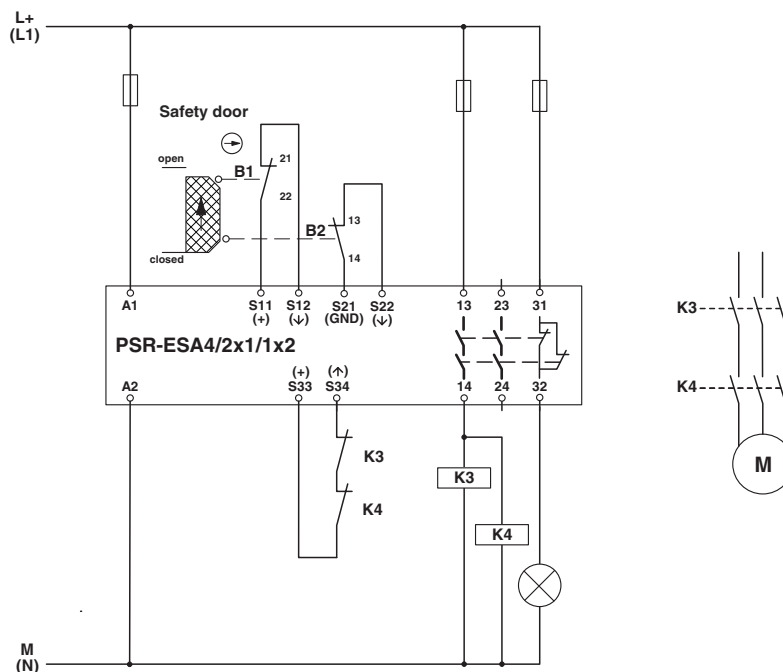 L+
(L1)
Safety door
open
B1
21
22
B2
13
14
closed
A1
S11
(+)
S12
(↓)
S21
(GND)
S22
(↓)
13
23
31
PSR-ESA4/2x1/1x2
A2
(+)
S33
(↑)
S34
14
24
32
K3
K4
K3
K4
M
(N)
K3
K4
M